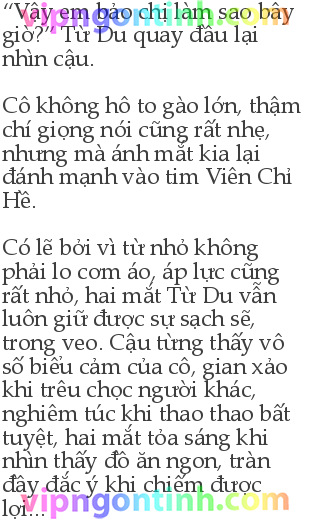 “Vậy em bảo chị làm sao bây
giờ?” Từ Du quay đầu lại
nhìn cậu.
Cô không hô to gào lớn, thậm
chí giọng nói cũng rất nhẹ,
nhưng mà ánh mắt kia lại
đánh mạnh vào tim Viên Chỉ
Hề.
Có lẽ bởi vì từ nhỏ không
phải lo cơm áo, áp lực cũng
rất nhỏ, hai mắt Từ Du vẫn
luôn giữ được sự sạch sẽ,
trong veo. Cậu từng thấy vô
số biểu cảm của cô, gian xảo
khi trêu chọc người khác,
nghiêm túc khi thao thao bất
tuyệt, hai mắt tỏa sáng khi
nhìn thấy đồ ăn ngon, tràn
đầy đắc ý khi chiếm được
lợi...
vipngontinh.com
vipngontinh.com